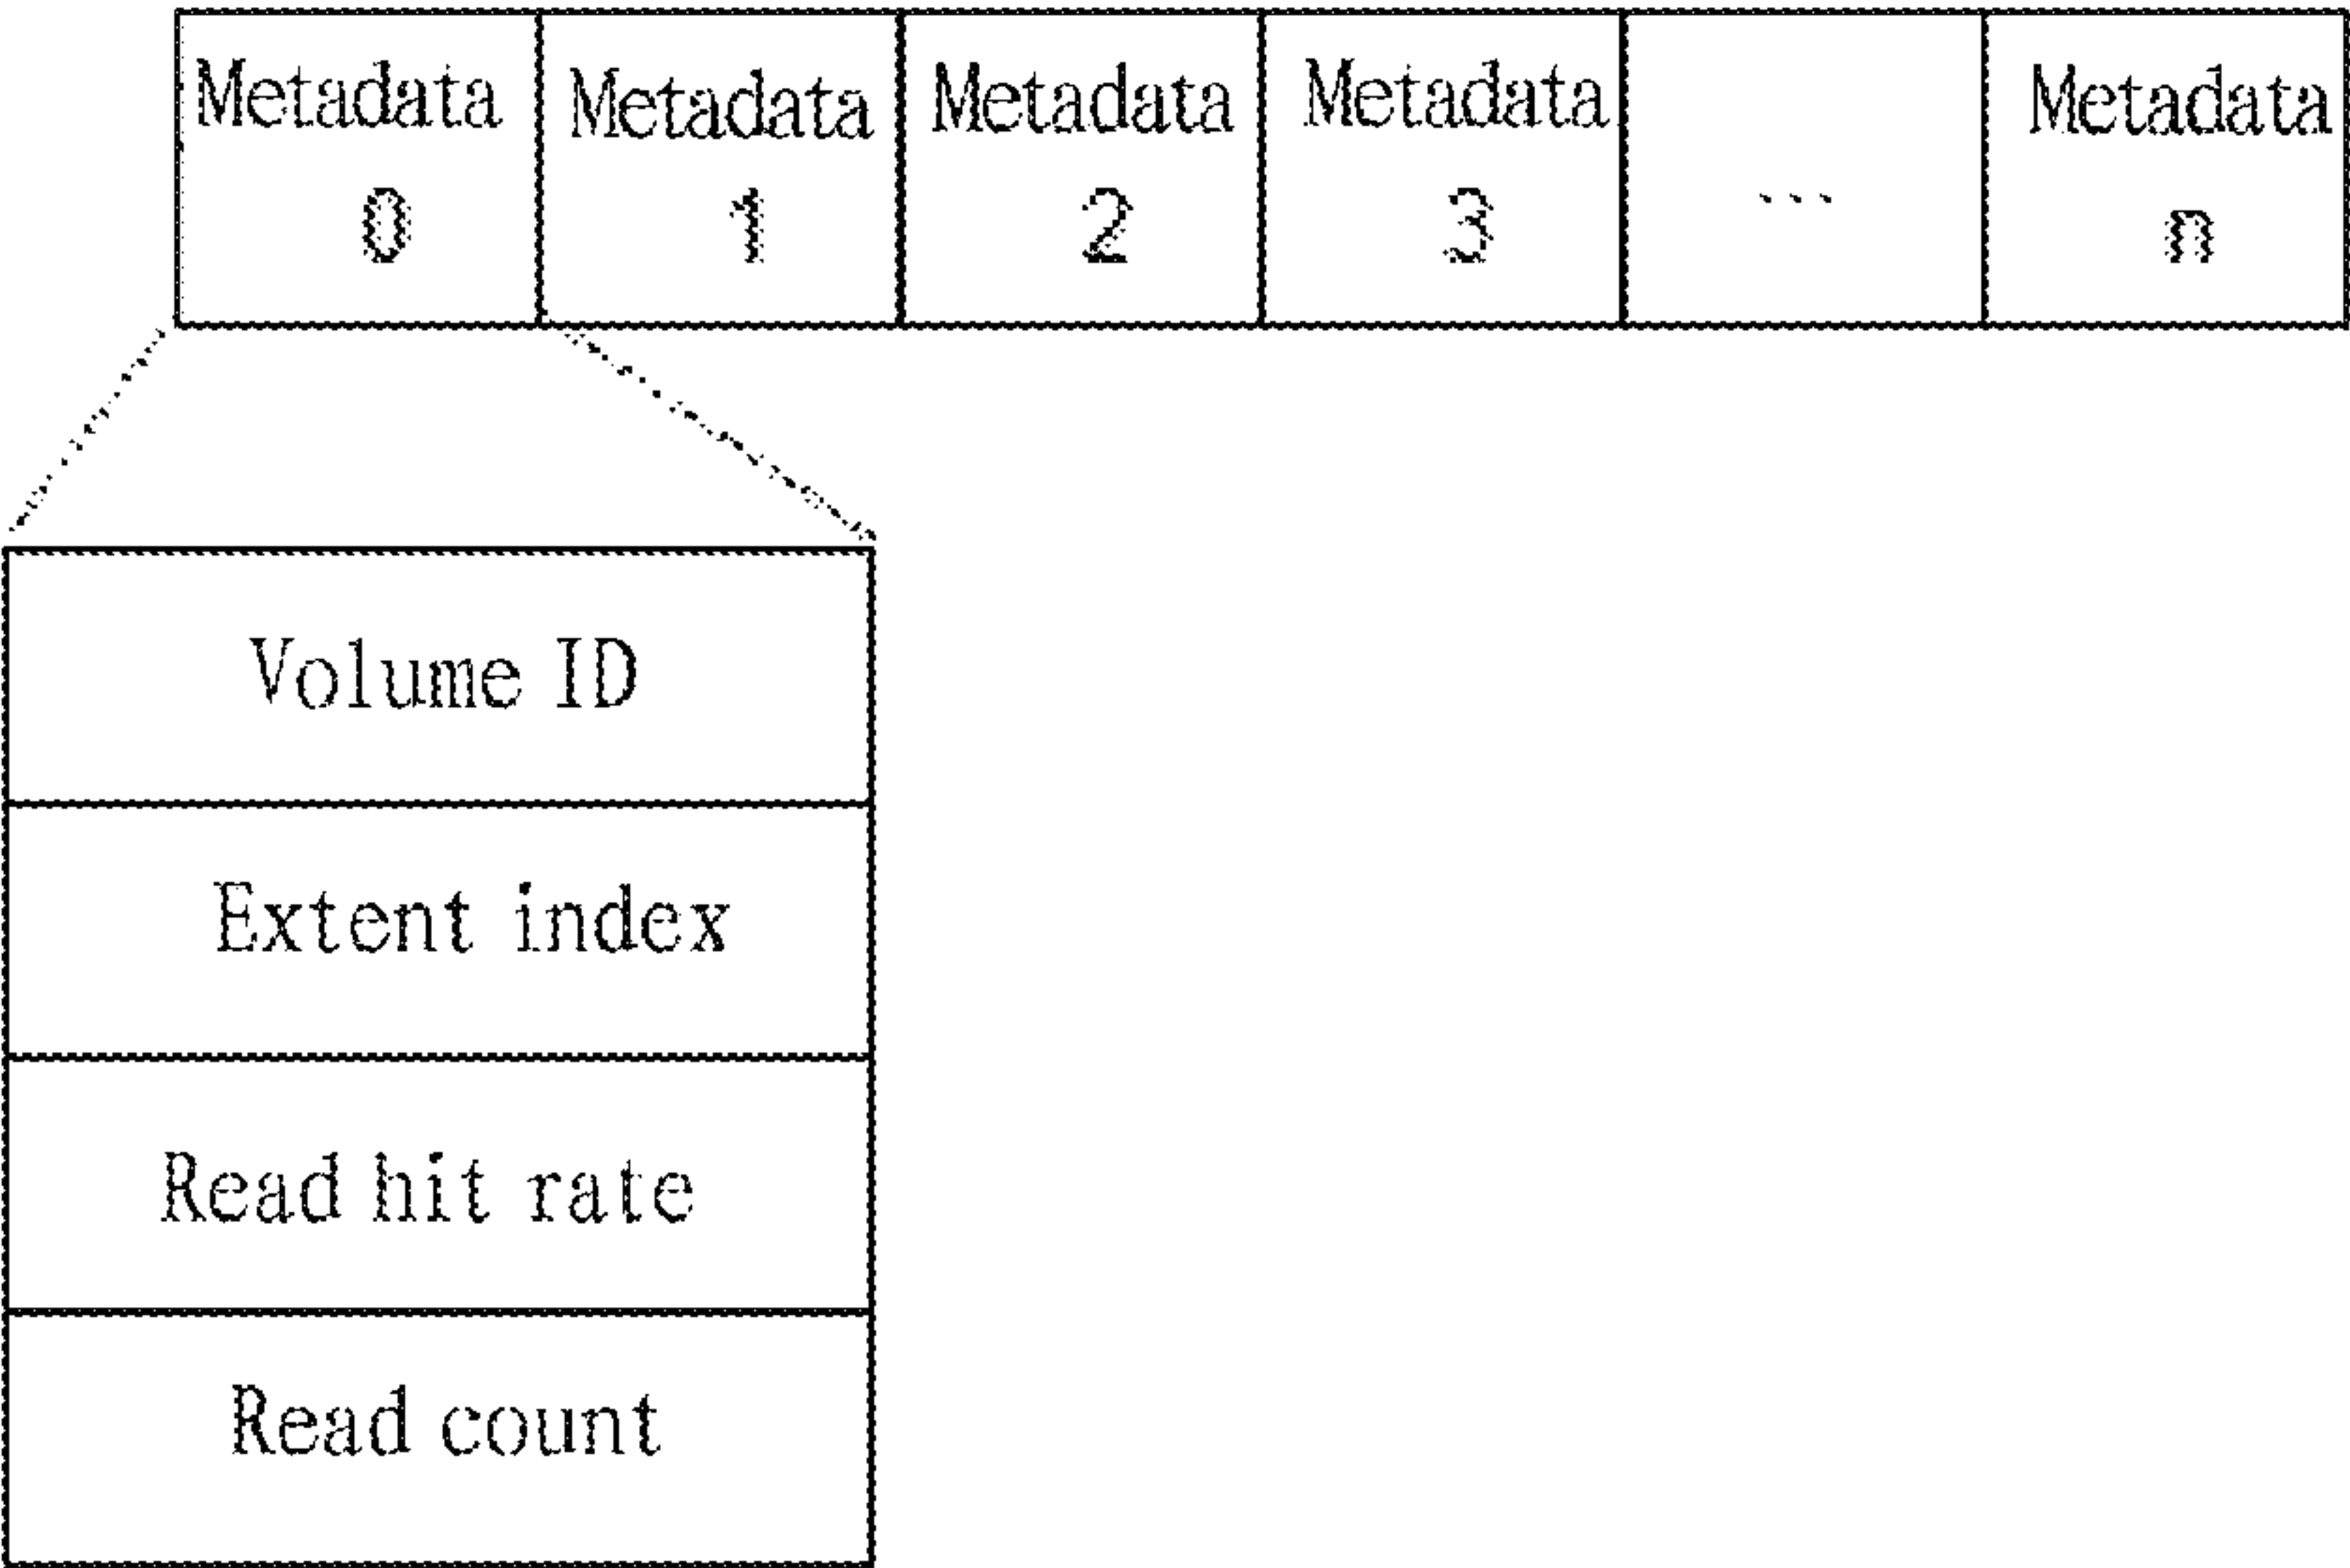 Metadata Metadata Metadata Metadata Metadata
0 1 2 3 ... n
Volume ID
Extent index
Read hit rate
Read count